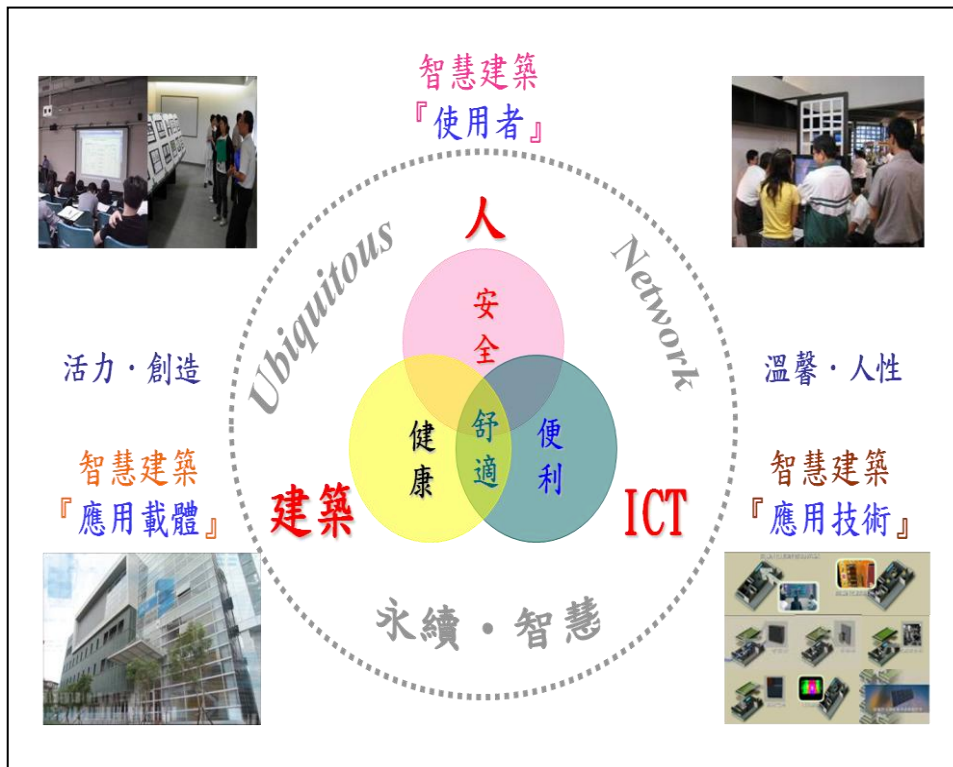 智慧建築
『使用者』
人
Ubiquitous
Network
安全
活力・創造
溫馨・人性
健康
舒適
便利
智慧建築
『應用載體』
智慧建築
『應用技術』
建築
ICT
永續・智慧